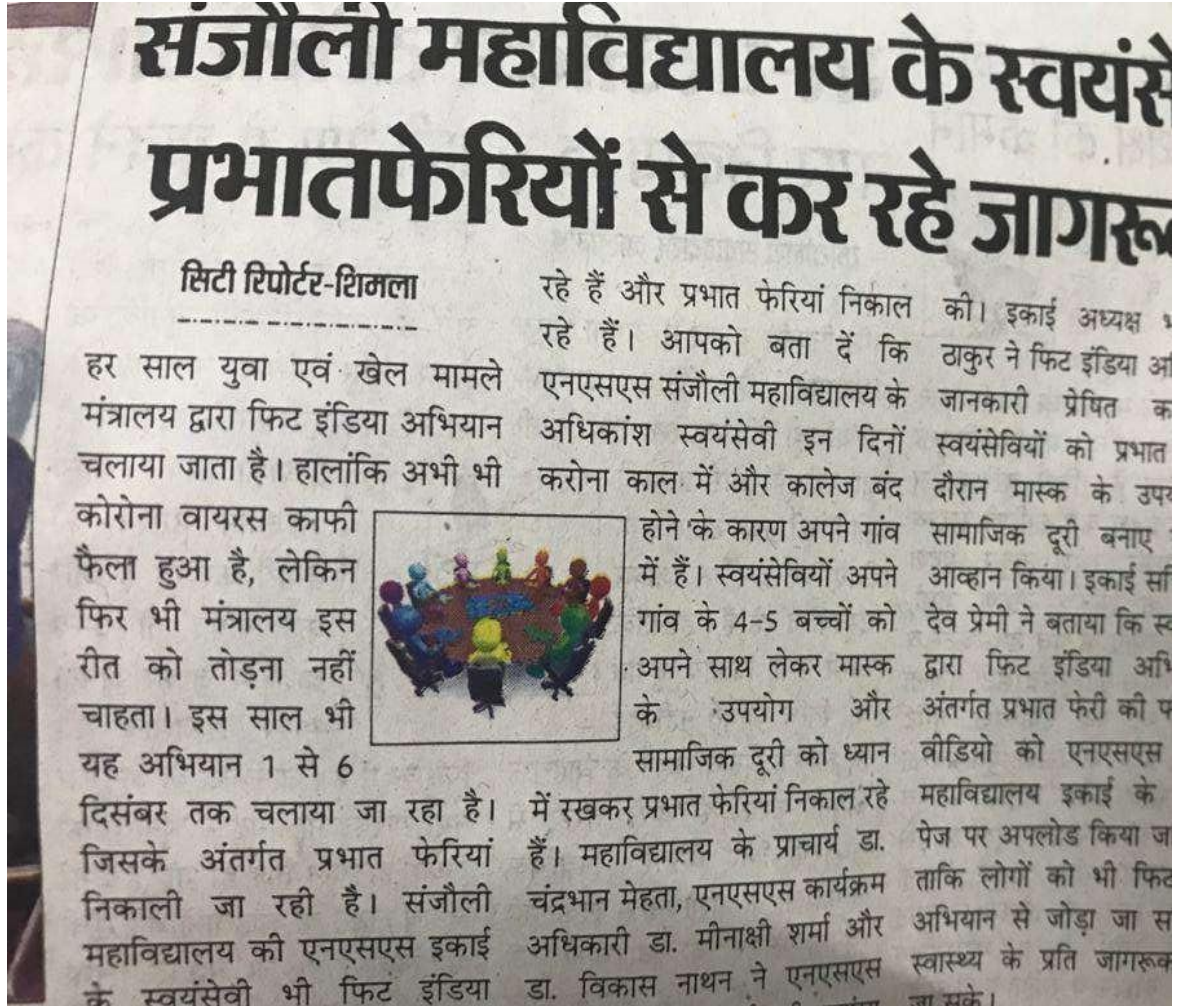 संजौली महाविद्यालय के
प्रभातफेरियों से कर रहे
सिटी रिपोर्टर-शिमला
हर साल युवा एवं खेल मामले
मंत्रालय द्वारा फिट इंडिया अभियान
चलाया जाता है। हालांकि अभी भी
कोरोना वायरस काफी
फैला हुआ है, लेकिन
फिर भी मंत्रालय इस
रीत को तोड़ना नहीं
चाहता। इस साल भी
यह अभियान 1 से 6
दिसंबर तक चलाया जा रहा है।
जिसके अंतर्गत प्रभात फेरियां
निकाली जा रही है। संजौली
महाविद्यालय की एनएसएस इकाई
के स्वयंसेवी भी फिट इंडिया
रहे हैं और प्रभात फेरियां निकाल
रहे हैं। आपको बता दें कि
एनएसएस संजौली महाविद्यालय के
अधिकांश स्वयंसेवी इन दिनों
करोना काल में और कालेज बंद
होने के कारण अपने गांव
में हैं। स्वयंसेवियों अपने
गांव के 4-5 बच्चों को
अपने साथ लेकर मास्क
के उपयोग और
सामाजिक दूरी को ध्यान
में रखकर प्रभात फेरियां निकाल रहे
हैं। महाविद्यालय के प्राचार्य डा.
चंद्रभान मेहता, एनएसएस कार्यक्रम
अधिकारी डा. मीनाक्षी शर्मा और
डा. विकास नाथन ने एनएसएस
की। इकाई अध्यक्ष
ठाकुर ने फिट इंडिया
जानकारी प्रेषित
स्वयंसेवियों को प्रभात
दौरान मास्क के
सामाजिक दूरी बनाए
आव्हान किया। इकाई
देव प्रेमी ने बताया कि
द्वारा फिट इंडिया
अंतर्गत प्रभात फेरी की
वीडियो को एनएसएस
महाविद्यालय इकाई के
पेज पर अपलोड किया
ताकि लोगों को भी
अभियान से जोड़ा जा
स्वास्थ्य के प्रति
जा सके।